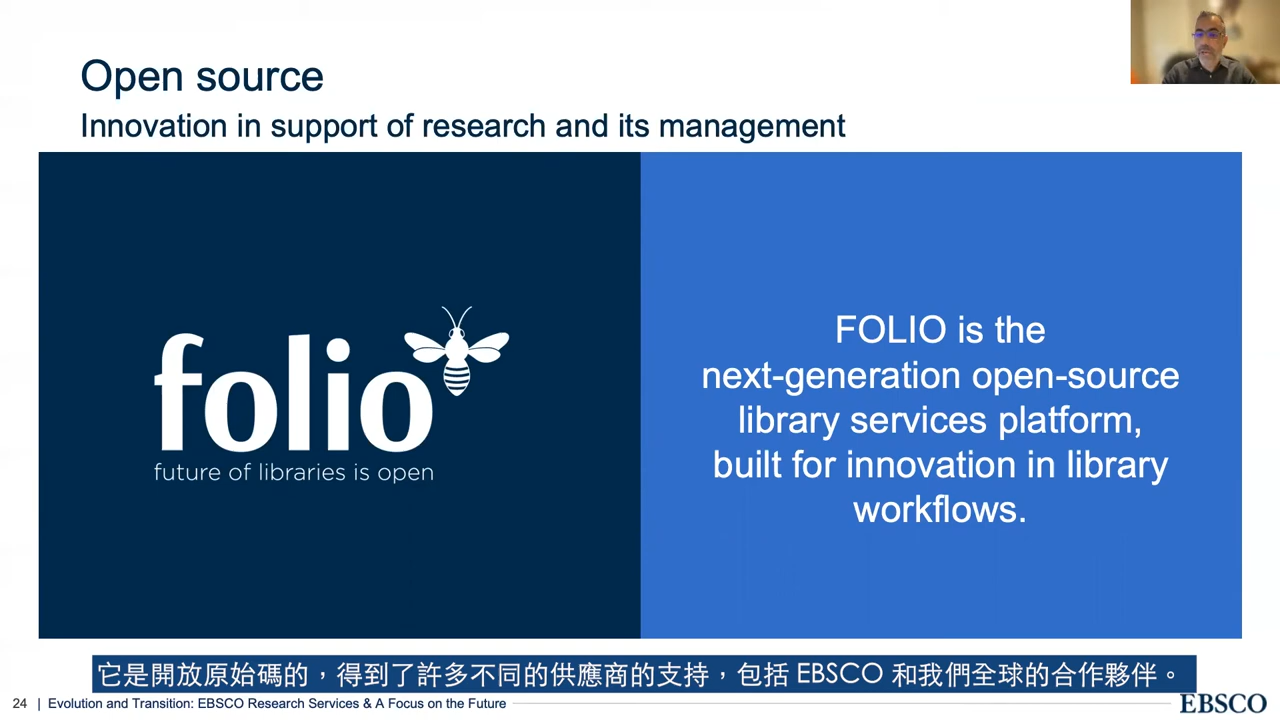 Open source
Innovation in support of research and its management
folio
future of libraries is open
FOLIO is the
next-generation open-source
library services platform,
built for innovation in library
workflows.
它是開放原始碼的，得到了許多不同的供應商的支持，包括 EBSCO 和我們全球的合作夥伴。
24 | Evolution and Transition: EBSCO Research Services & A Focus on the Future
EBSCO